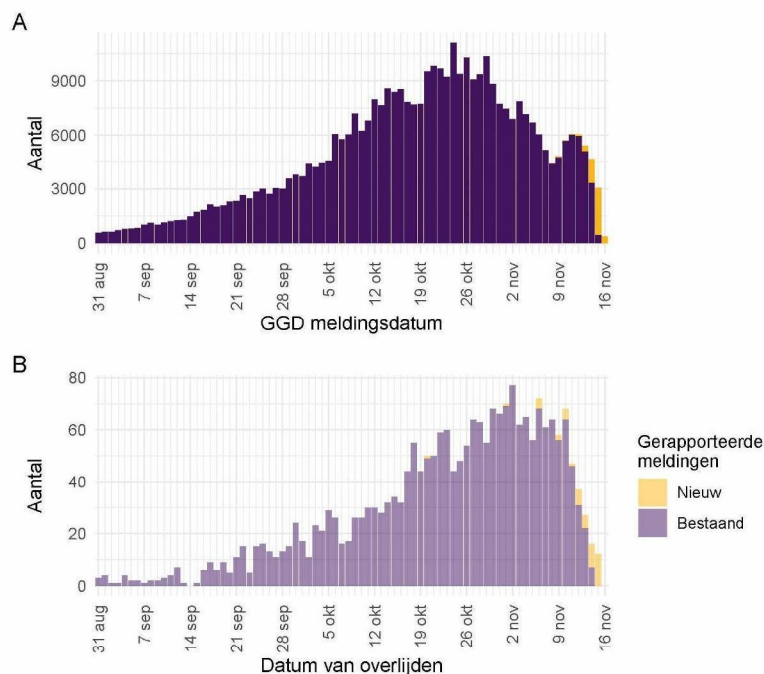 A
9000
6000
3000
0
Aantal
31 aug
7 sep
14 sep
21 sep
28 sep
5 okt
12 okt
19 okt
26 okt
2 nov
9 nov
16 nov
GGD meldingsdatum
B
80
60
40
20
0
Aantal
31 aug
7 sep
14 sep
21 sep
28 sep
5 okt
12 okt
19 okt
26 okt
2 nov
9 nov
16 nov
Datum van overlijden
Gerapporteerde
meldingen
Nieuw
Bestaand